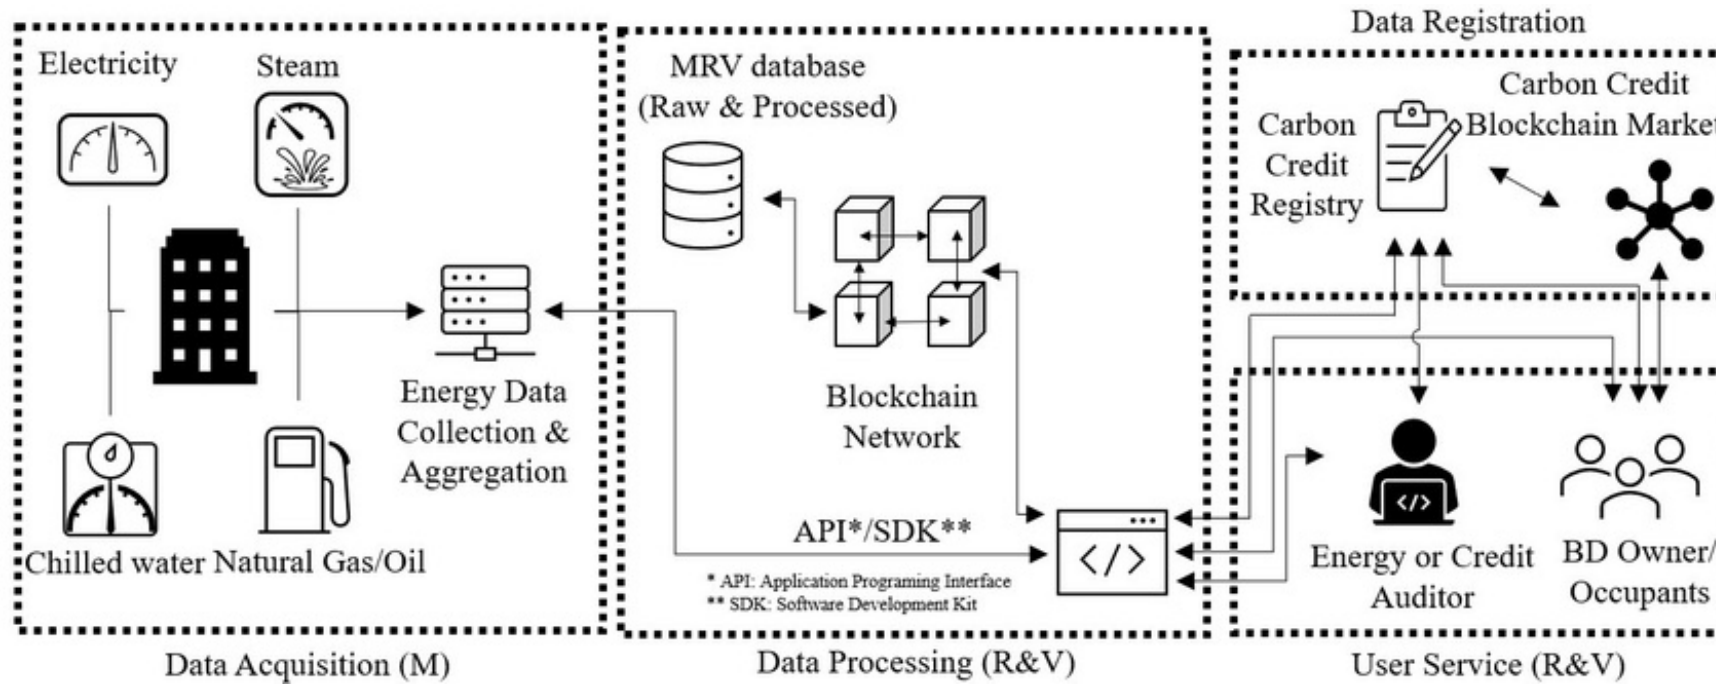 Electricity
Steam
Chilled water
Natural Gas/Oil
Energy Data
Collection &
Aggregation
Data Acquisition (M)
MRV database
(Raw & Processed)
Blockchain
Network
API*/SDK**
* API: Application Programing Interface
** SDK: Software Development Kit
</>
Data Processing (R&V)
Data Registration
Carbon
Credit
Registry
Carbon Credit
Blockchain Market
</>
Energy or Credit
Auditor
BD Owner/
Occupants
User Service (R&V)